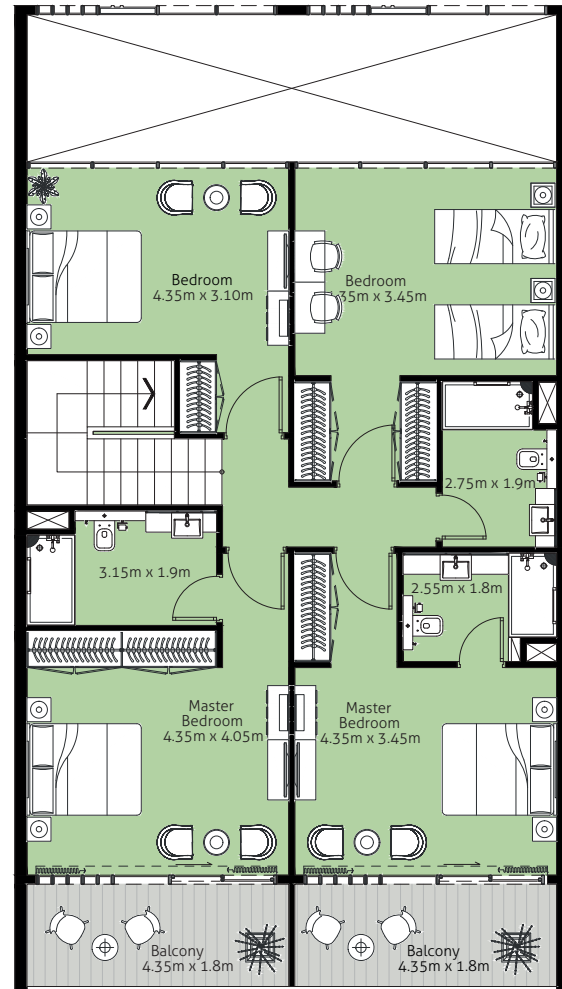 Bedroom
4.35m x 3.10m
Bedroom
35m x 3.45m
2.75m x 1.9m
3.15m x 1.9m
2.55m x 1.8m
Master
Bedroom
4.35m x 4.05m
Master
Bedroom
4.35m x 3.45m
Balcony
4.35m x 1.8m
Balcony
4.35m x 1.8m